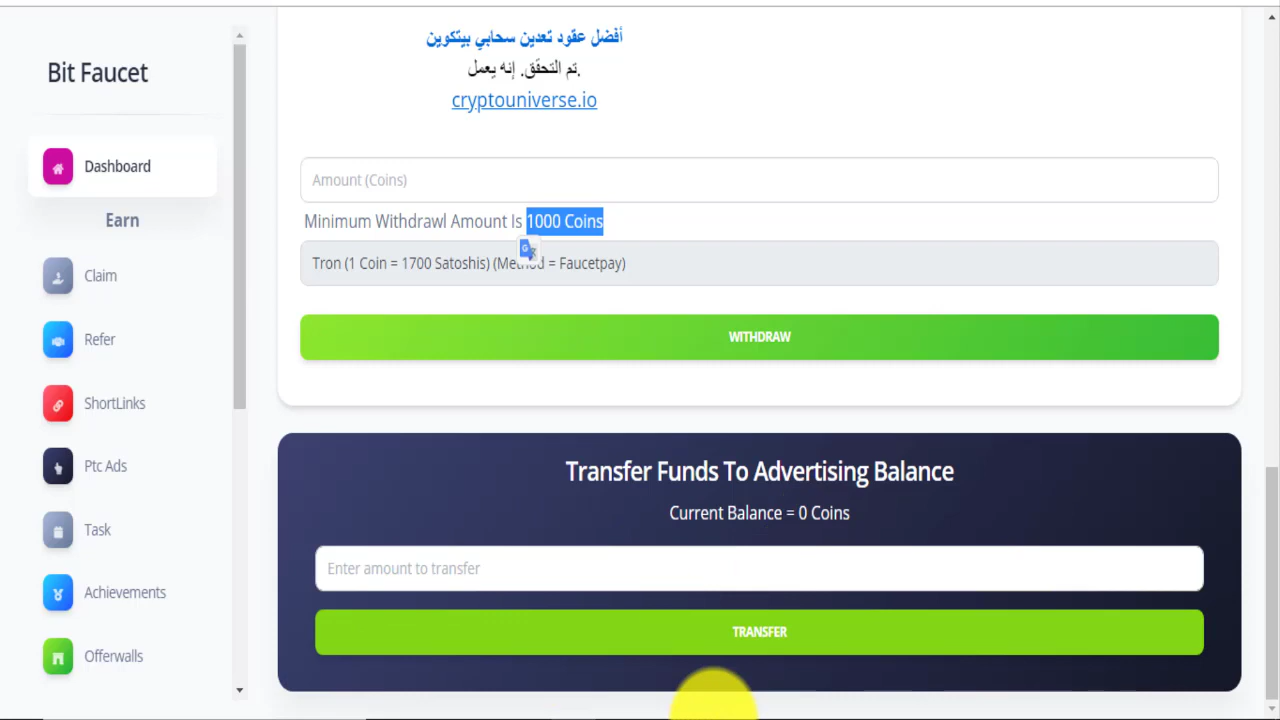 Bit Faucet
Dashboard
Earn
Claim
Refer
ShortLinks
Ptc Ads
Task
Achievements
Offerwalls
أفضل عقود تعدين سحابي بيتكوين
تم التحقّق. إنه يعمل.
cryptouniverse.io
Amount (Coins)
Minimum Withdrawl Amount Is 1000 Coins
Tron (1 Coin = 1700 Satoshis) (Method = Faucetpay)
WITHDRAW
Transfer Funds To Advertising Balance
Current Balance = 0 Coins
Enter amount to transfer
TRANSFER